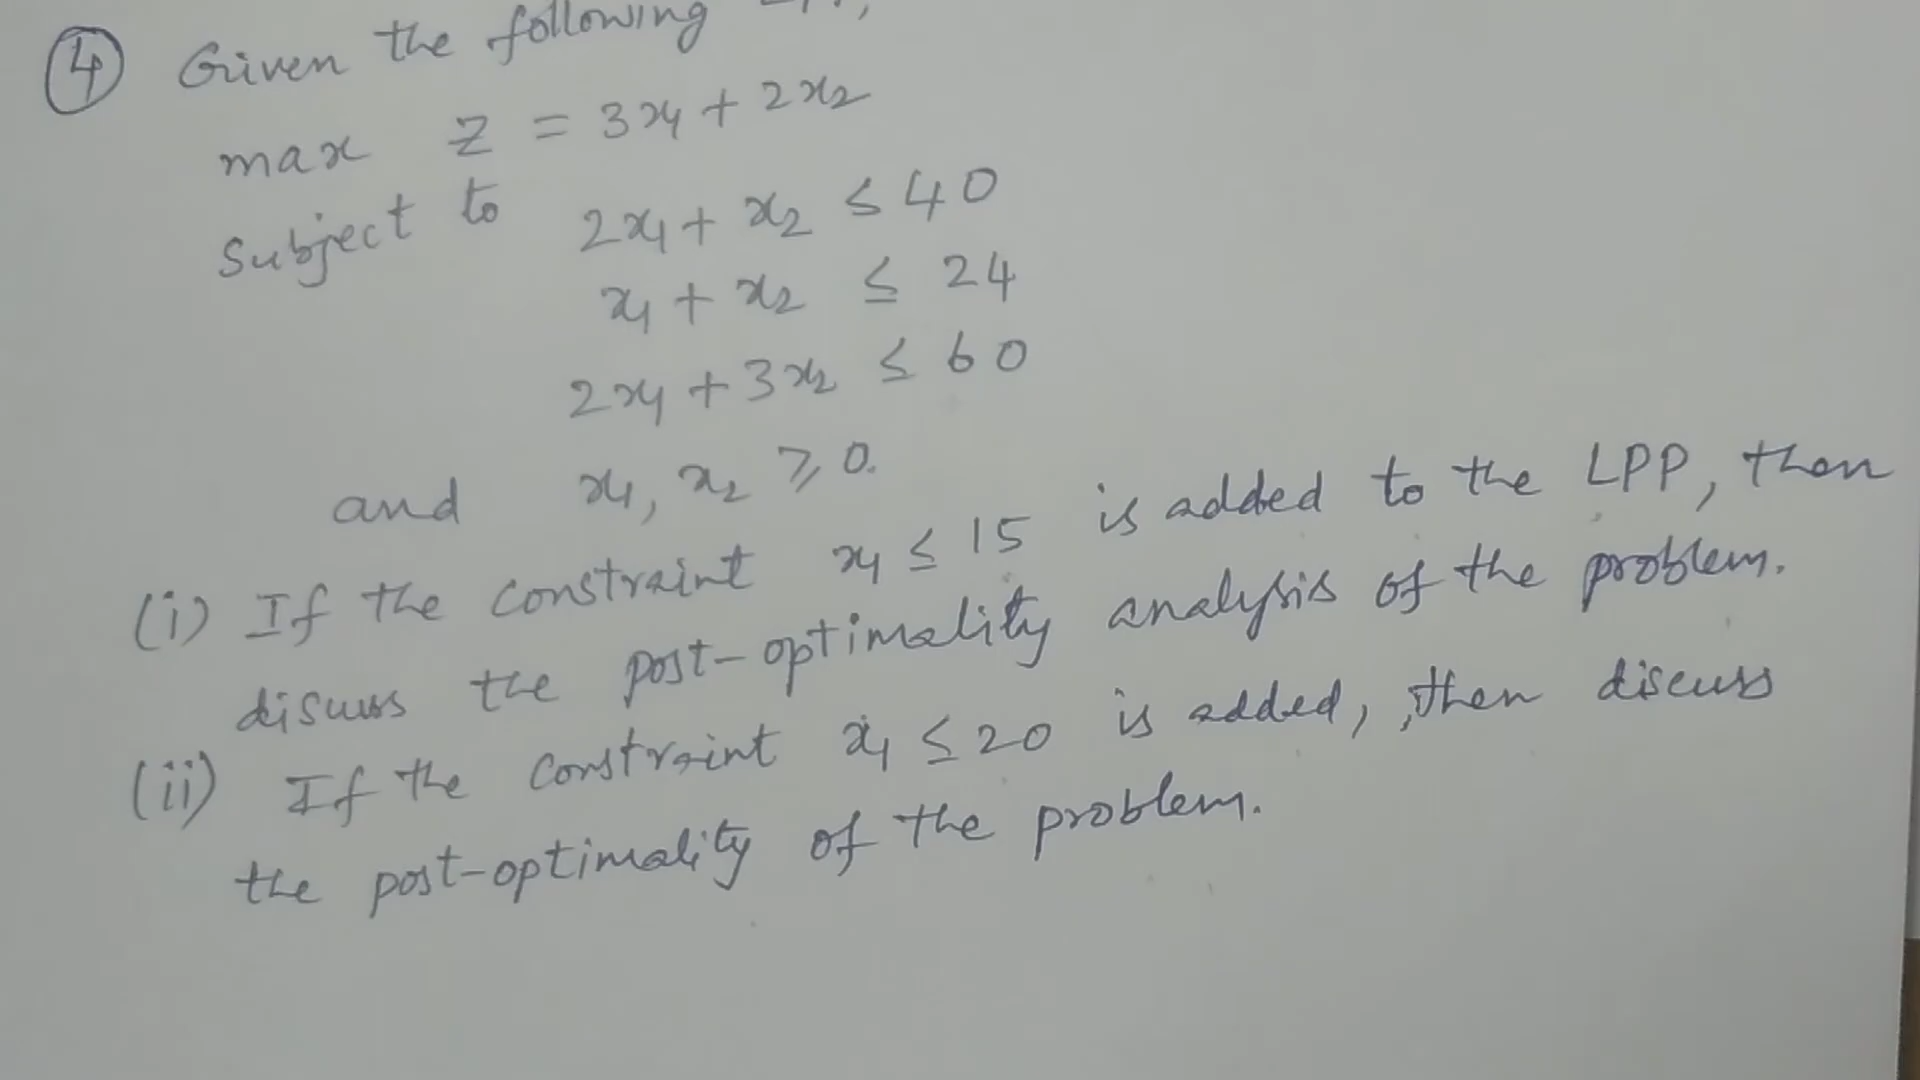 ④ Given the following
max Z = 3x₁ + 2x₂
Subject to 2x₁ + x₂ ≤ 40
x₁ + x₂ ≤ 24
2x₁ + 3x₂ ≤ 60
and x₁, x₂ ≥ 0.
(i) If the constraint x₁ ≤ 15 is added to the LPP, then
discuss the post-optimality analysis of the problem.
(ii) If the constraint x₁ ≤ 20 is added, then discuss
the post-optimality of the problem.